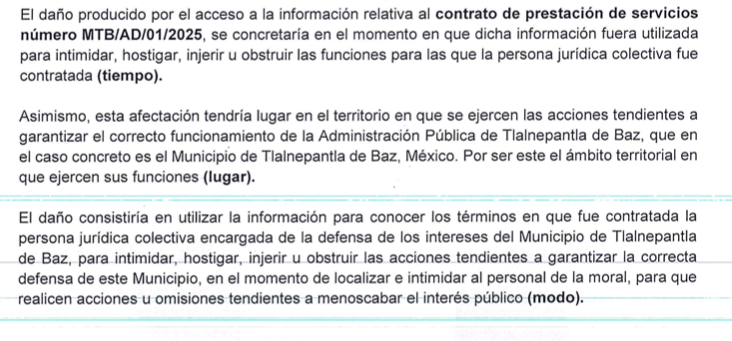 El daño producido por el acceso a la información relativa al contrato de prestación de servicios
número MTB/AD/01/2025, se concretaría en el momento en que dicha información fuera utilizada
para intimidar, hostigar, injerir u obstruir las funciones para las que la persona jurídica colectiva fue
contratada (tiempo).
Asimismo, esta afectación tendría lugar en el territorio en que se ejercen las acciones tendientes a
garantizar el correcto funcionamiento de la Administración Pública de Tlalnepantla de Baz, que en
el caso concreto es el Municipio de Tlalnepantla de Baz, México. Por ser este el ámbito territorial en
que ejercen sus funciones (lugar).
El daño consistiría en utilizar la información para conocer los términos en que fue contratada la
persona jurídica colectiva encargada de la defensa de los intereses del Municipio de Tlalnepantla
de Baz, para intimidar, hostigar, injerir u obstruir las acciones tendientes a garantizar la correcta
defensa de este Municipio, en el momento de localizar e intimidar al personal de la moral, para que
realicen acciones u omisiones tendientes a menoscabar el interés público (modo).